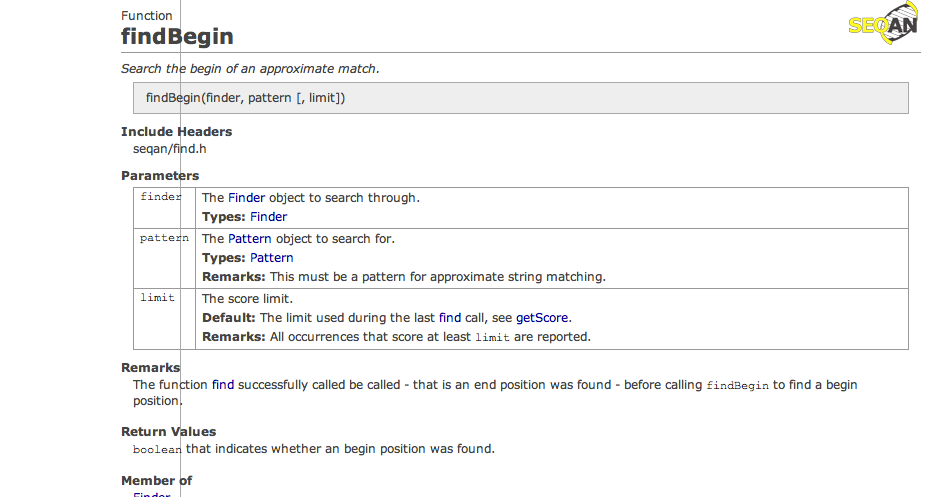 Function
SEQAN
findBegin
Search the begin of an approximate match.
findBegin(finder, pattern [, limit])
Include Headers
seqan/find.h
Parameters
finder The Finder object to search through.
Types: Finder
pattern The Pattern object to search for.
Types: Pattern
Remarks: This must be a pattern for approximate string matching.
limit The score limit.
Default: The limit used during the last find call, see getScore.
Remarks: All occurrences that score at least limit are reported.
Remarks
The function find successfully called be called - that is an end position was found - before calling findBegin to find a begin
position.
Return Values
boolean that indicates whether an begin position was found.
Member of
Finder